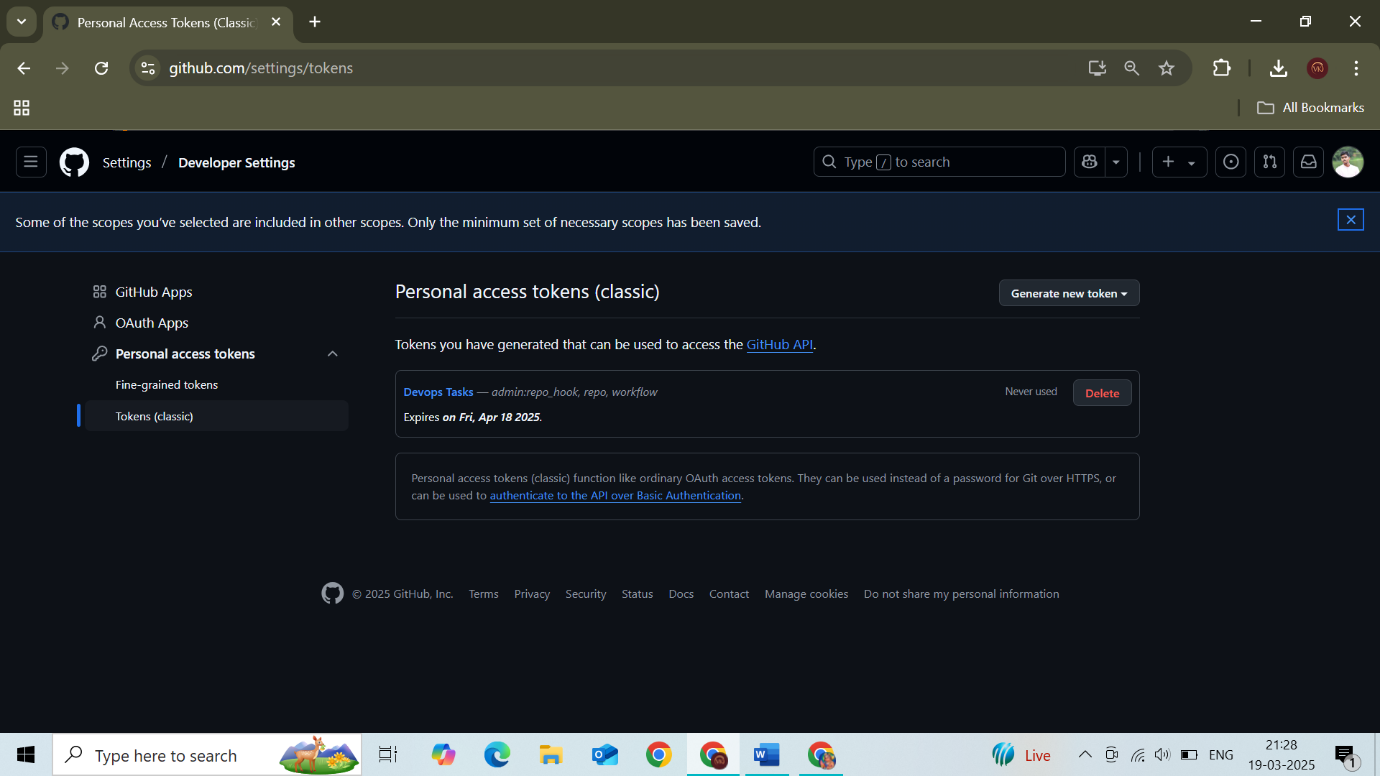 Personal Access Tokens (Classic
github.com/settings/tokens
All Bookmarks
Settings / Developer Settings
Type / to search
Some of the scopes you've selected are included in other scopes. Only the minimum set of necessary scopes has been saved.
GitHub Apps
OAuth Apps
Personal access tokens
Fine-grained tokens
Tokens (classic)
Personal access tokens (classic)
Generate new token
Tokens you have generated that can be used to access the GitHub API.
Devops Tasks — admin:repo_hook, repo, workflow
Never used
Delete
Expires on Fri, Apr 18 2025.
Personal access tokens (classic) function like ordinary OAuth access tokens. They can be used instead of a password for Git over HTTPS, or
can be used to authenticate to the API over Basic Authentication.
© 2025 GitHub, Inc. Terms Privacy Security Status Docs Contact Manage cookies Do not share my personal information
Type here to search
Live
ENG
21:28
19-03-2025
1